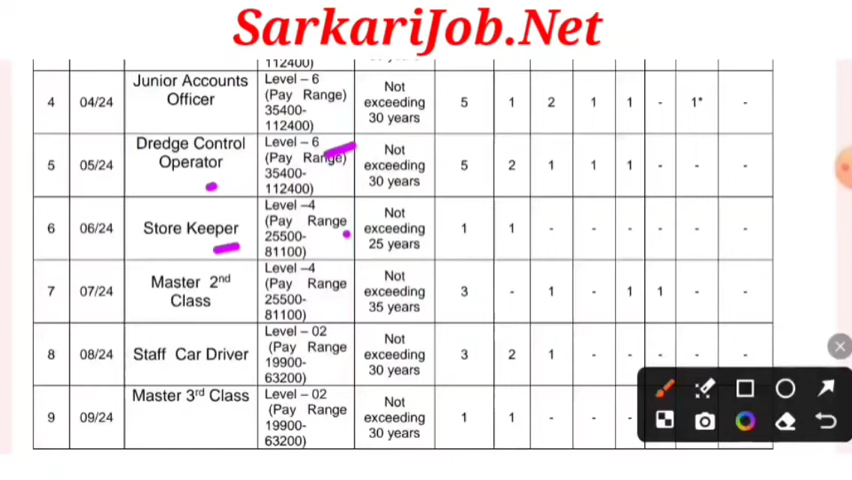 SarkariJob.Net
112400)
4 04/24 Junior Accounts Officer Level – 6 (Pay Range) 35400-112400) Not exceeding 30 years 5 1 2 1 1 - 1* -
5 05/24 Dredge Control Operator Level – 6 (Pay Range) 35400-112400) Not exceeding 30 years 5 2 1 1 1 - - -
6 06/24 Store Keeper Level –4 (Pay Range 25500-81100) Not exceeding 25 years 1 1 - - - - - -
7 07/24 Master 2nd Class Level –4 (Pay Range 25500-81100) Not exceeding 35 years 3 - 1 - 1 1 - -
8 08/24 Staff Car Driver Level – 02 (Pay Range 19900-63200) Not exceeding 30 years 3 2 1 - - - - -
9 09/24 Master 3rd Class Level – 02 (Pay Range 19900-63200) Not exceeding 30 years 1 1 - - -